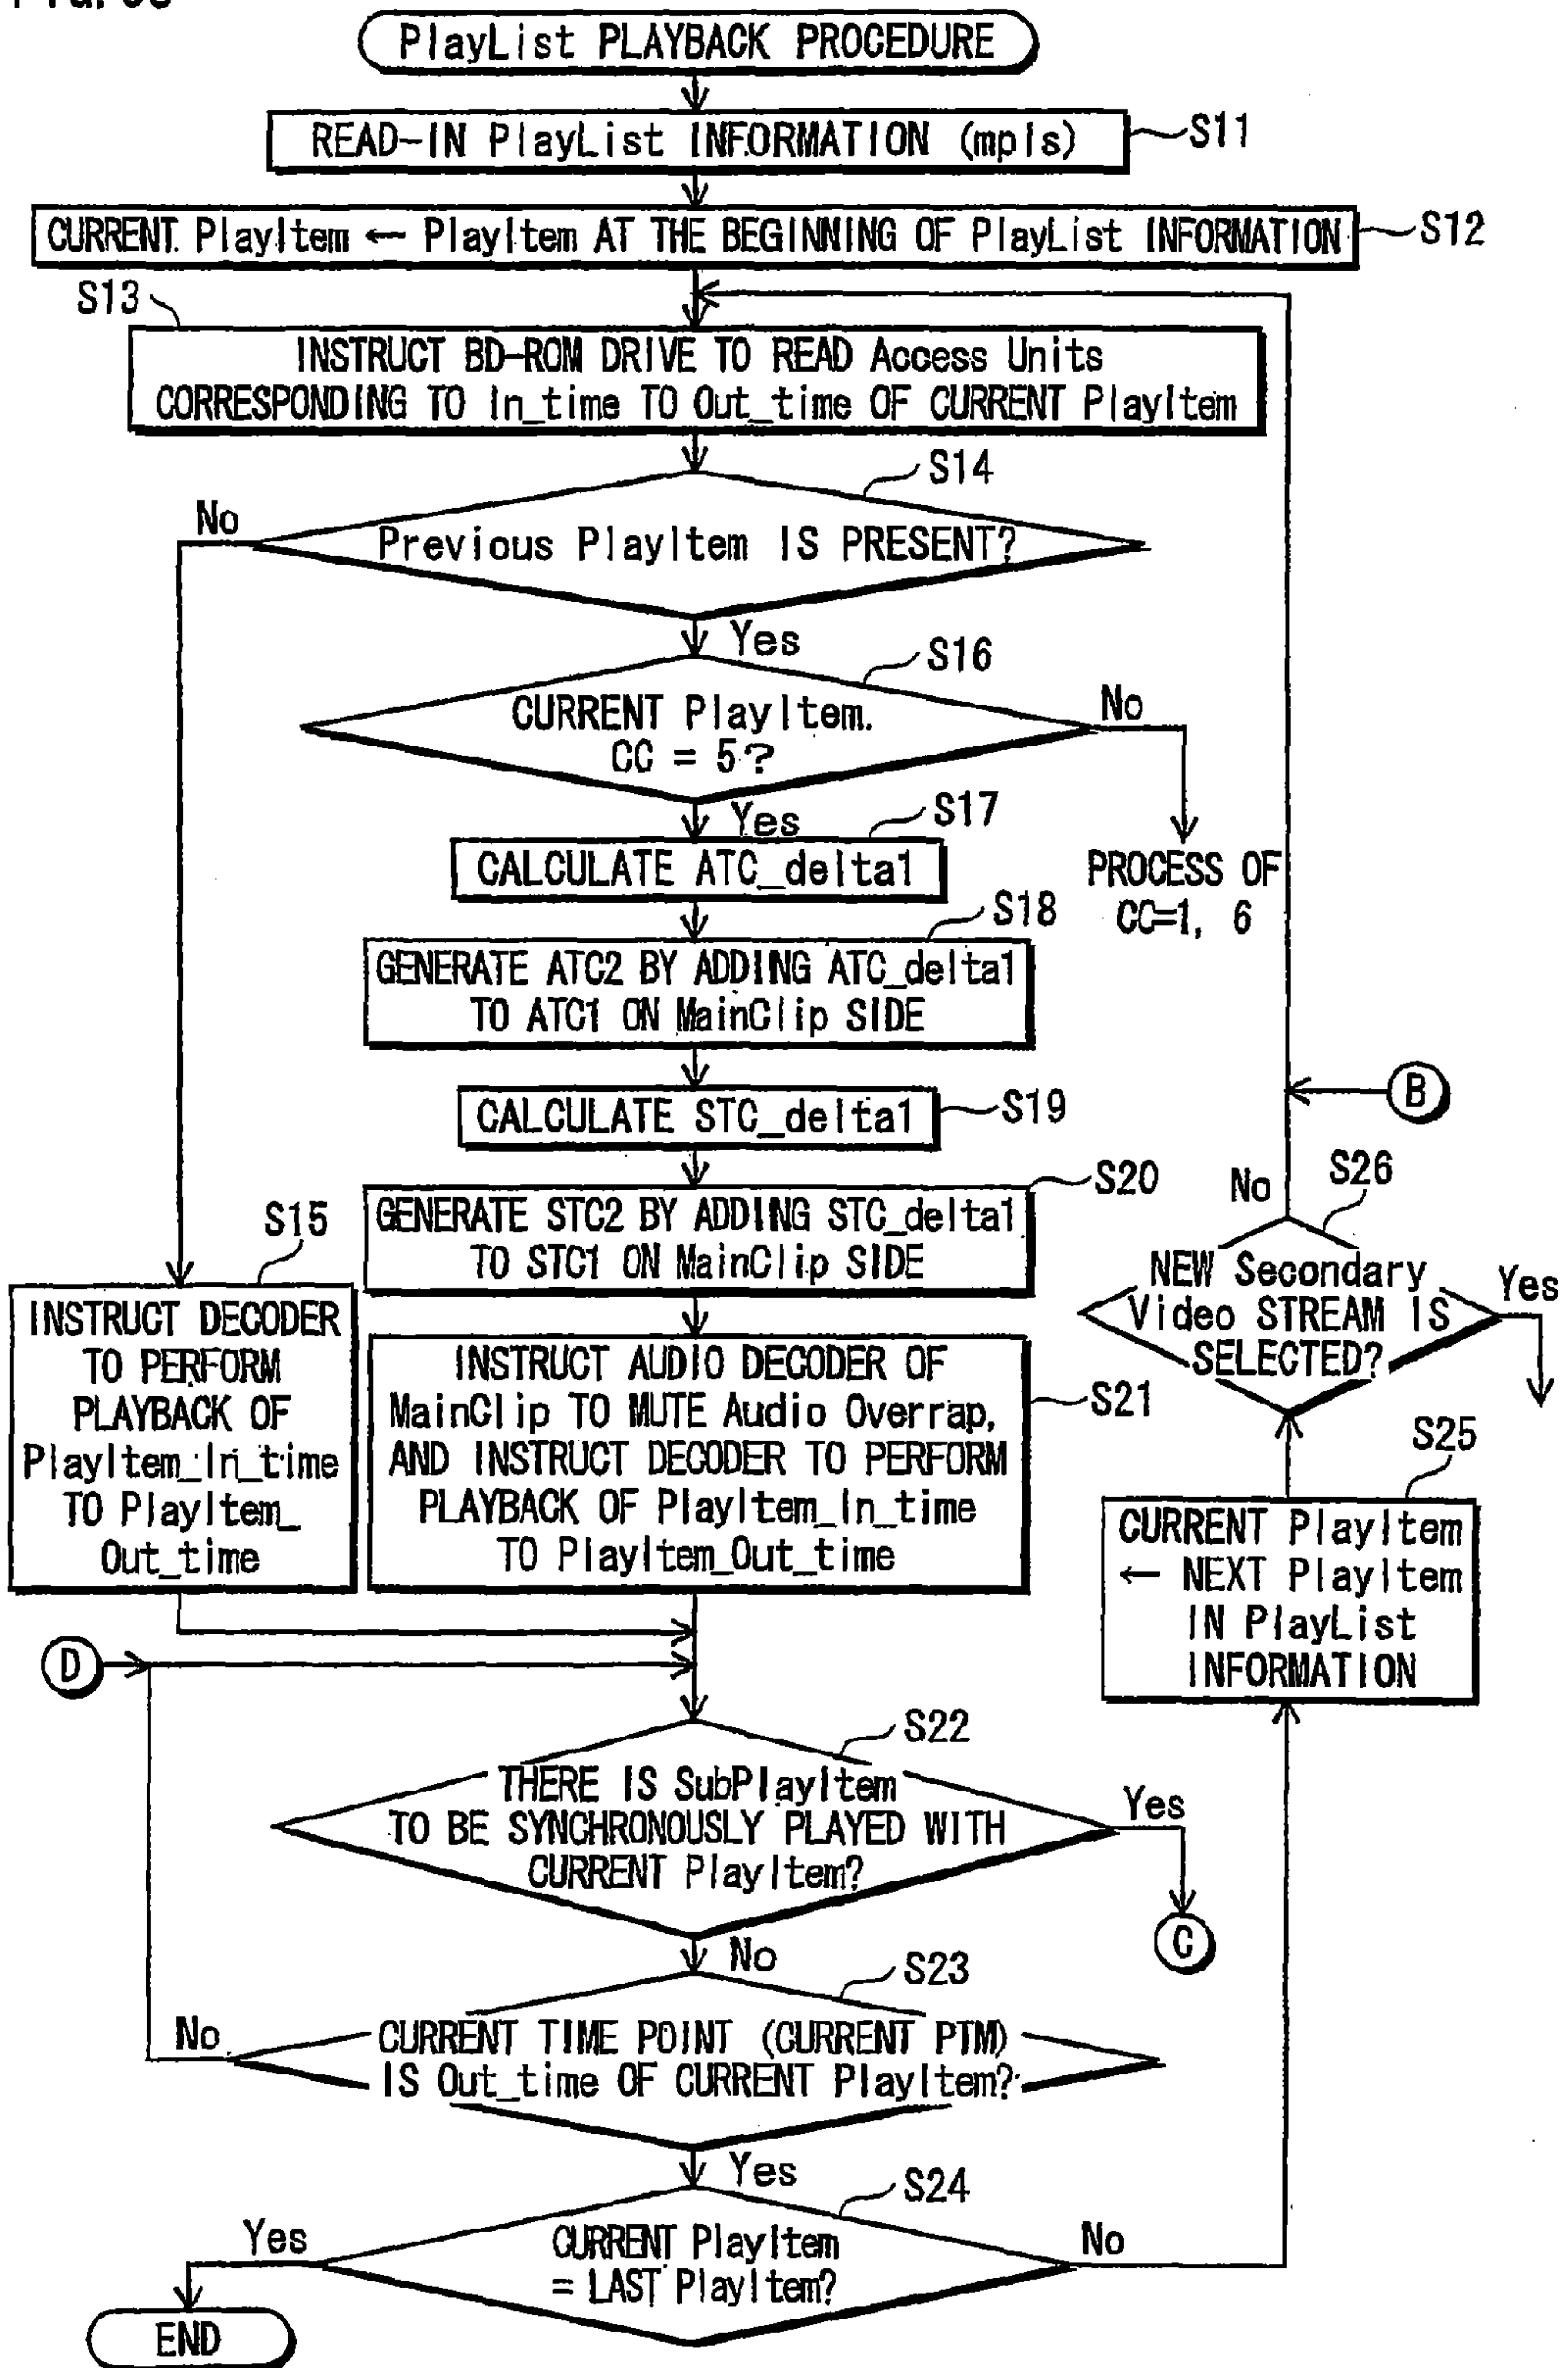 PlayList PLAYBACK PROCEDURE
READ-IN PlayList INFORMATION (mpls)
S11
CURRENT. PlayItem ← PlayItem AT THE BEGINNING OF PlayList INFORMATION
S12
S13
INSTRUCT BD-ROM DRIVE TO READ Access Units
CORRESPONDING TO In_time TO Out_time OF CURRENT PlayItem
S14
No
Previous PlayItem IS PRESENT?
Yes
S16
CURRENT PlayItem.
CC = 5?
No
Yes
S17
CALCULATE ATC_delta1
PROCESS OF
CC=1, 6
S18
GENERATE ATC2 BY ADDING ATC_delta1
TO ATC1 ON MainClip SIDE
CALCULATE STC_delta1
S19
B
S20
GENERATE STC2 BY ADDING STC_delta1
TO STC1 ON MainClip SIDE
No
S26
NEW Secondary
Video STREAM IS
SELECTED?
Yes
S15
INSTRUCT DECODER
TO PERFORM
PLAYBACK OF
PlayItem_In_time
TO PlayItem_
Out_time
INSTRUCT AUDIO DECODER OF
MainClip TO MUTE Audio Overrap,
AND INSTRUCT DECODER TO PERFORM
PLAYBACK OF PlayItem_In_time
TO PlayItem_Out_time
S21
S25
CURRENT PlayItem
← NEXT PlayItem
IN PlayList
INFORMATION
D
S22
THERE IS SubPlayItem
TO BE SYNCHRONOUSLY PLAYED WITH
CURRENT PlayItem?
Yes
C
No
S23
No
CURRENT TIME POINT (CURRENT PTM)
IS Out_time OF CURRENT PlayItem?
Yes
S24
Yes
CURRENT PlayItem
= LAST PlayItem?
No
END